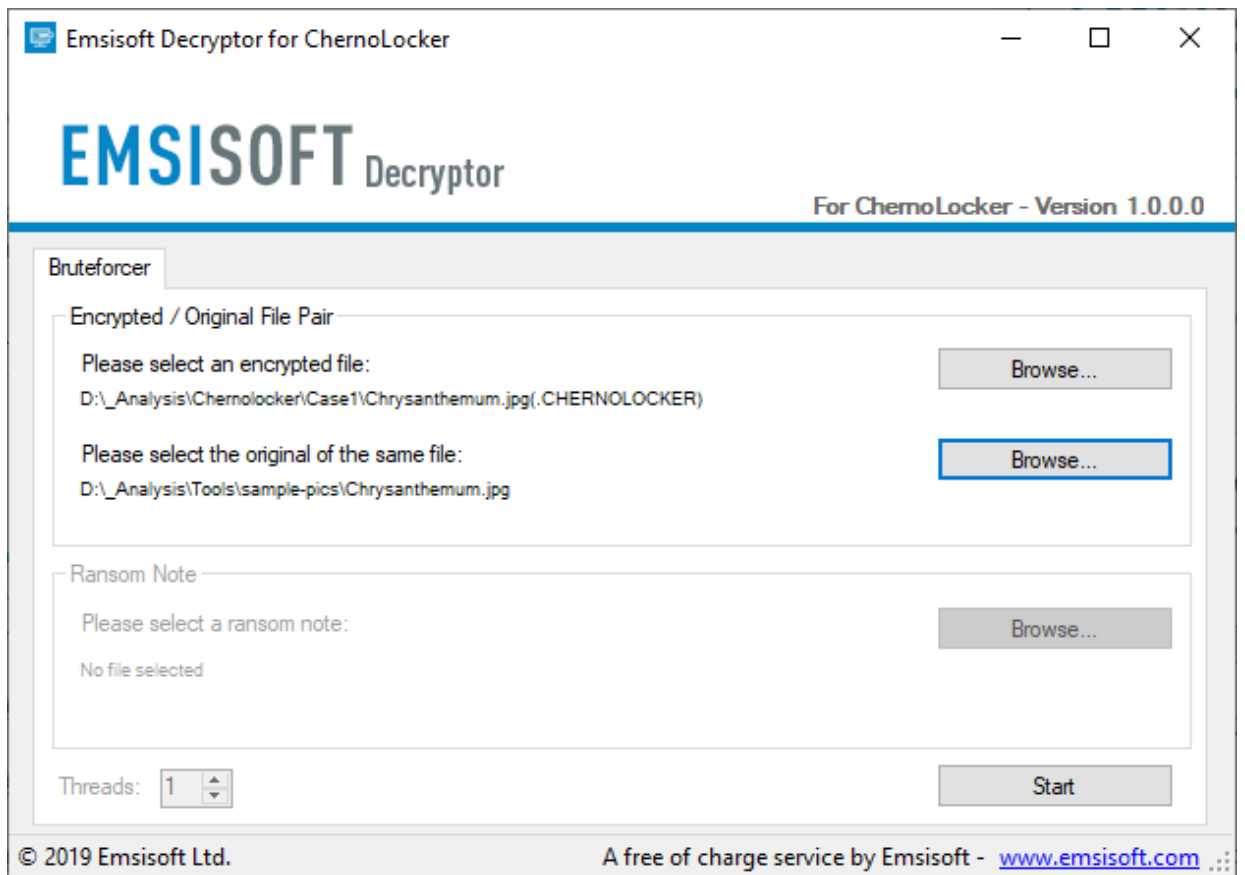 Emsisoft Decryptor for ChernoLocker
EMSISOFT Decryptor
For ChernoLocker - Version 1.0.0.0
Bruteforcer
Encrypted / Original File Pair
Please select an encrypted file:
Browse...
D:\_Analysis\Chernolocker\Case1\Chrysanthemum.jpg(.CHERNOLOCKER)
Please select the original of the same file:
Browse...
D:\_Analysis\Tools\sample-pics\Chrysanthemum.jpg
Ransom Note
Please select a ransom note:
Browse...
No file selected
Threads: 1
Start
© 2019 Emsisoft Ltd.
A free of charge service by Emsisoft - www.emsisoft.com